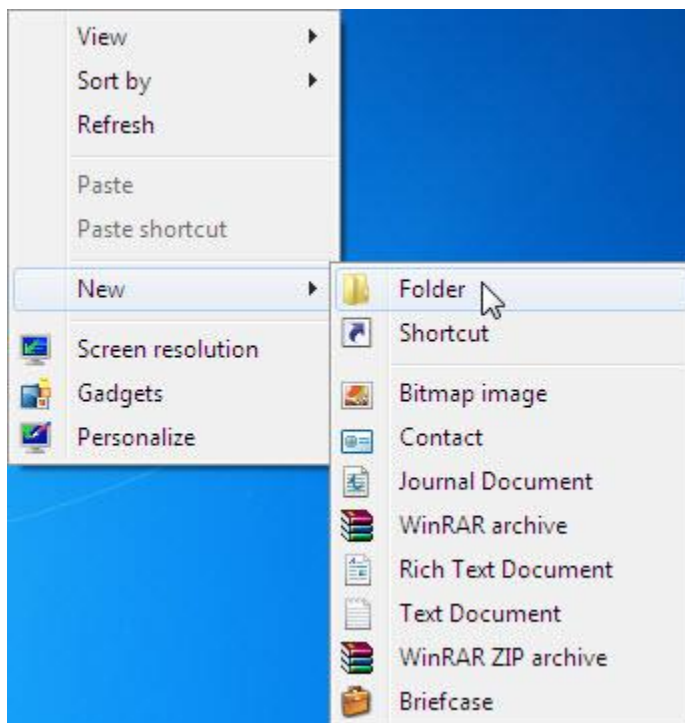 View
Sort by
Refresh
Paste
Paste shortcut
New
Screen resolution
Gadgets
Personalize
Folder
Shortcut
Bitmap image
Contact
Journal Document
WinRAR archive
Rich Text Document
Text Document
WinRAR ZIP archive
Briefcase